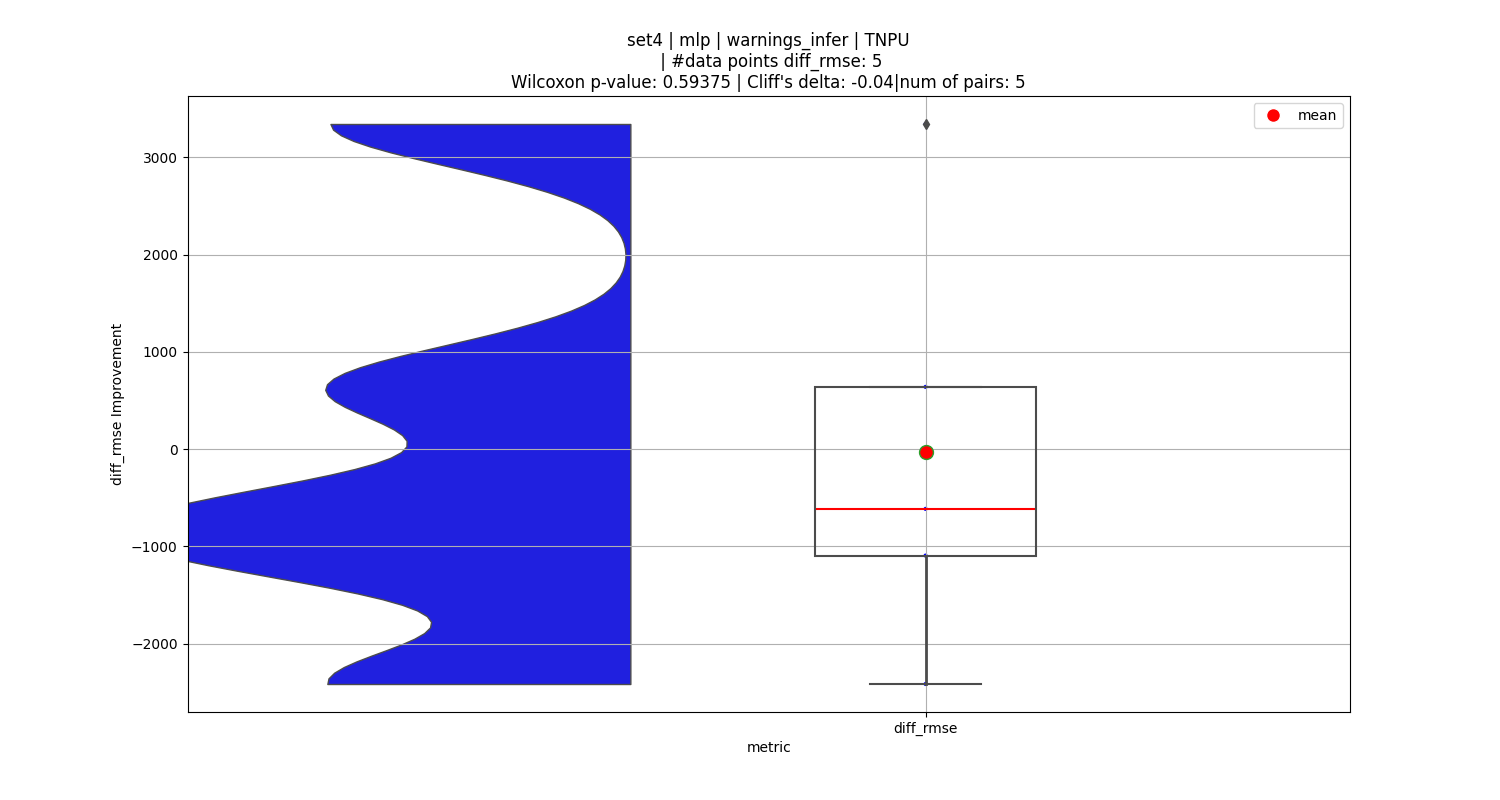 set4 | mlp | warnings_infer | TNPU
| #data points diff_rmse: 5
Wilcoxon p-value: 0.59375 | Cliff's delta: -0.04|num of pairs: 5
mean
3000
2000
1000
0
−1000
−2000
diff_rmse Improvement
diff_rmse
metric